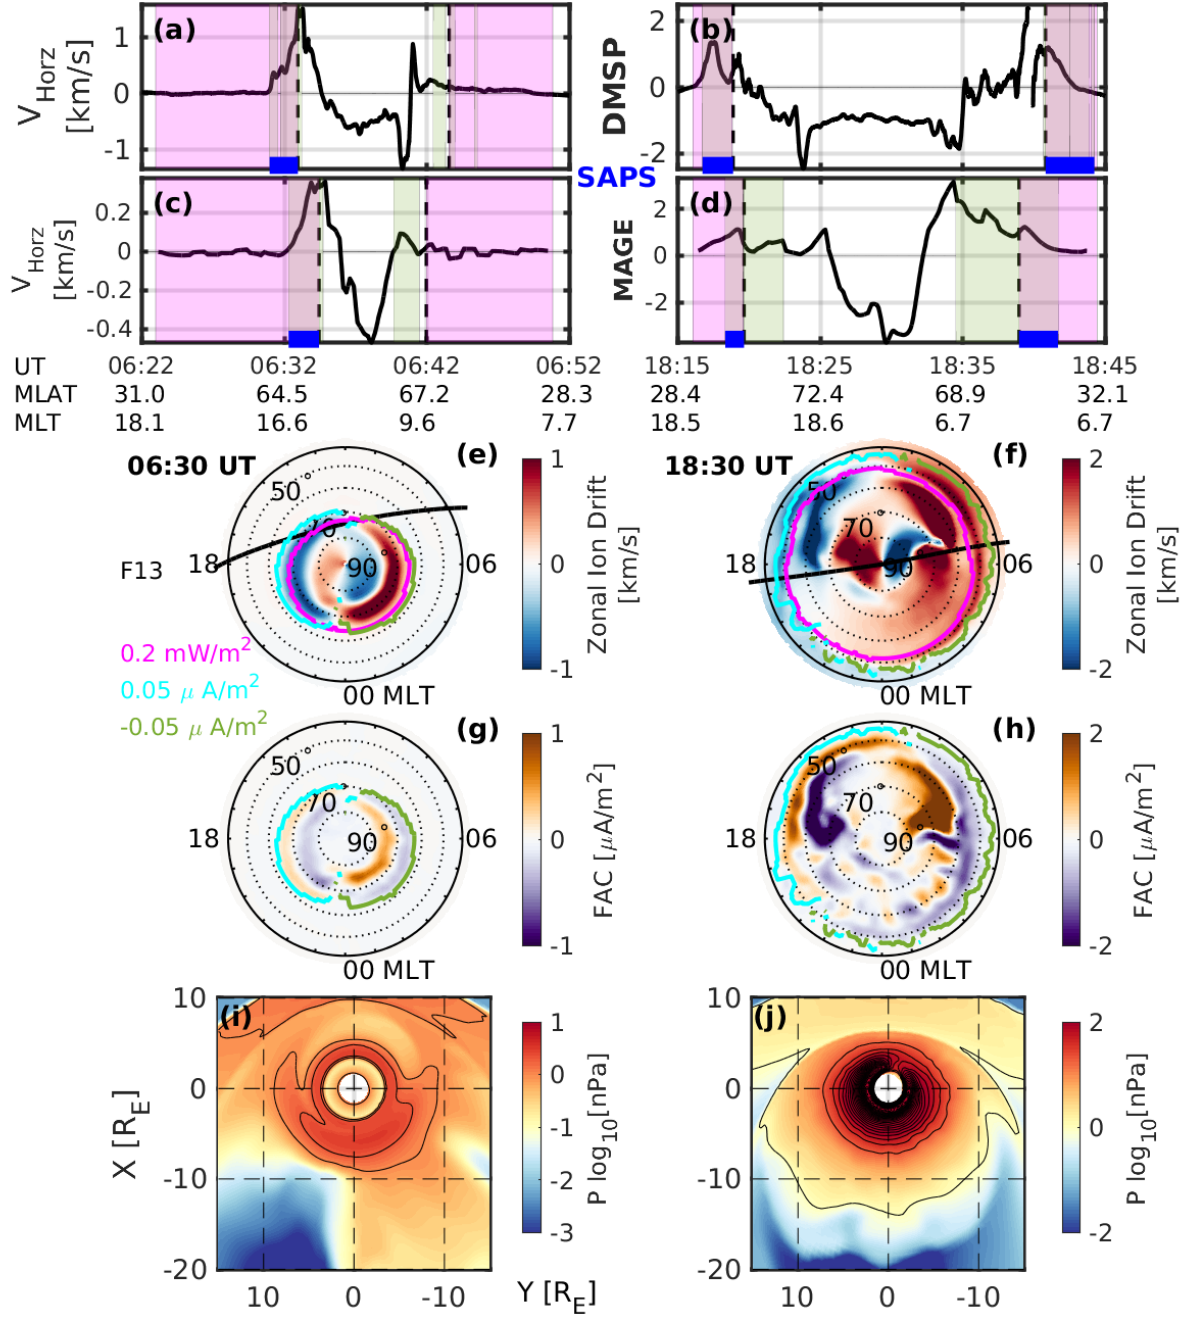 (a)
V_Horz [km/s]
1
0
-1
(b)
DMSP
2
0
-2
SAPS
(c)
V_Horz [km/s]
0.2
0
-0.2
-0.4
(d)
MAGE
2
0
-2
UT 06:22 06:32 06:42 06:52 18:15 18:25 18:35 18:45
MLAT 31.0 64.5 67.2 28.3 28.4 72.4 68.9 32.1
MLT 18.1 16.6 9.6 7.7 18.5 18.6 6.7 6.7
06:30 UT
(e)
50°
70°
90°
18
06
00 MLT
F13
1
0
-1
Zonal Ion Drift [km/s]
0.2 mW/m²
0.05 μ A/m²
-0.05 μ A/m²
18:30 UT
(f)
50°
70°
90°
18
06
00 MLT
2
0
-2
Zonal Ion Drift [km/s]
(g)
50°
70°
90°
18
06
00 MLT
1
0
-1
FAC [μA/m²]
(h)
50°
70°
90°
18
06
00 MLT
2
0
-2
FAC [μA/m²]
(i)
10
0
-10
-20
X [R_E]
10 0 -10
Y [R_E]
1
0
-1
-2
-3
P log₁₀[nPa]
(j)
10
0
-10
-20
10 0 -10
2
1
0
-1
-2
P log₁₀[nPa]